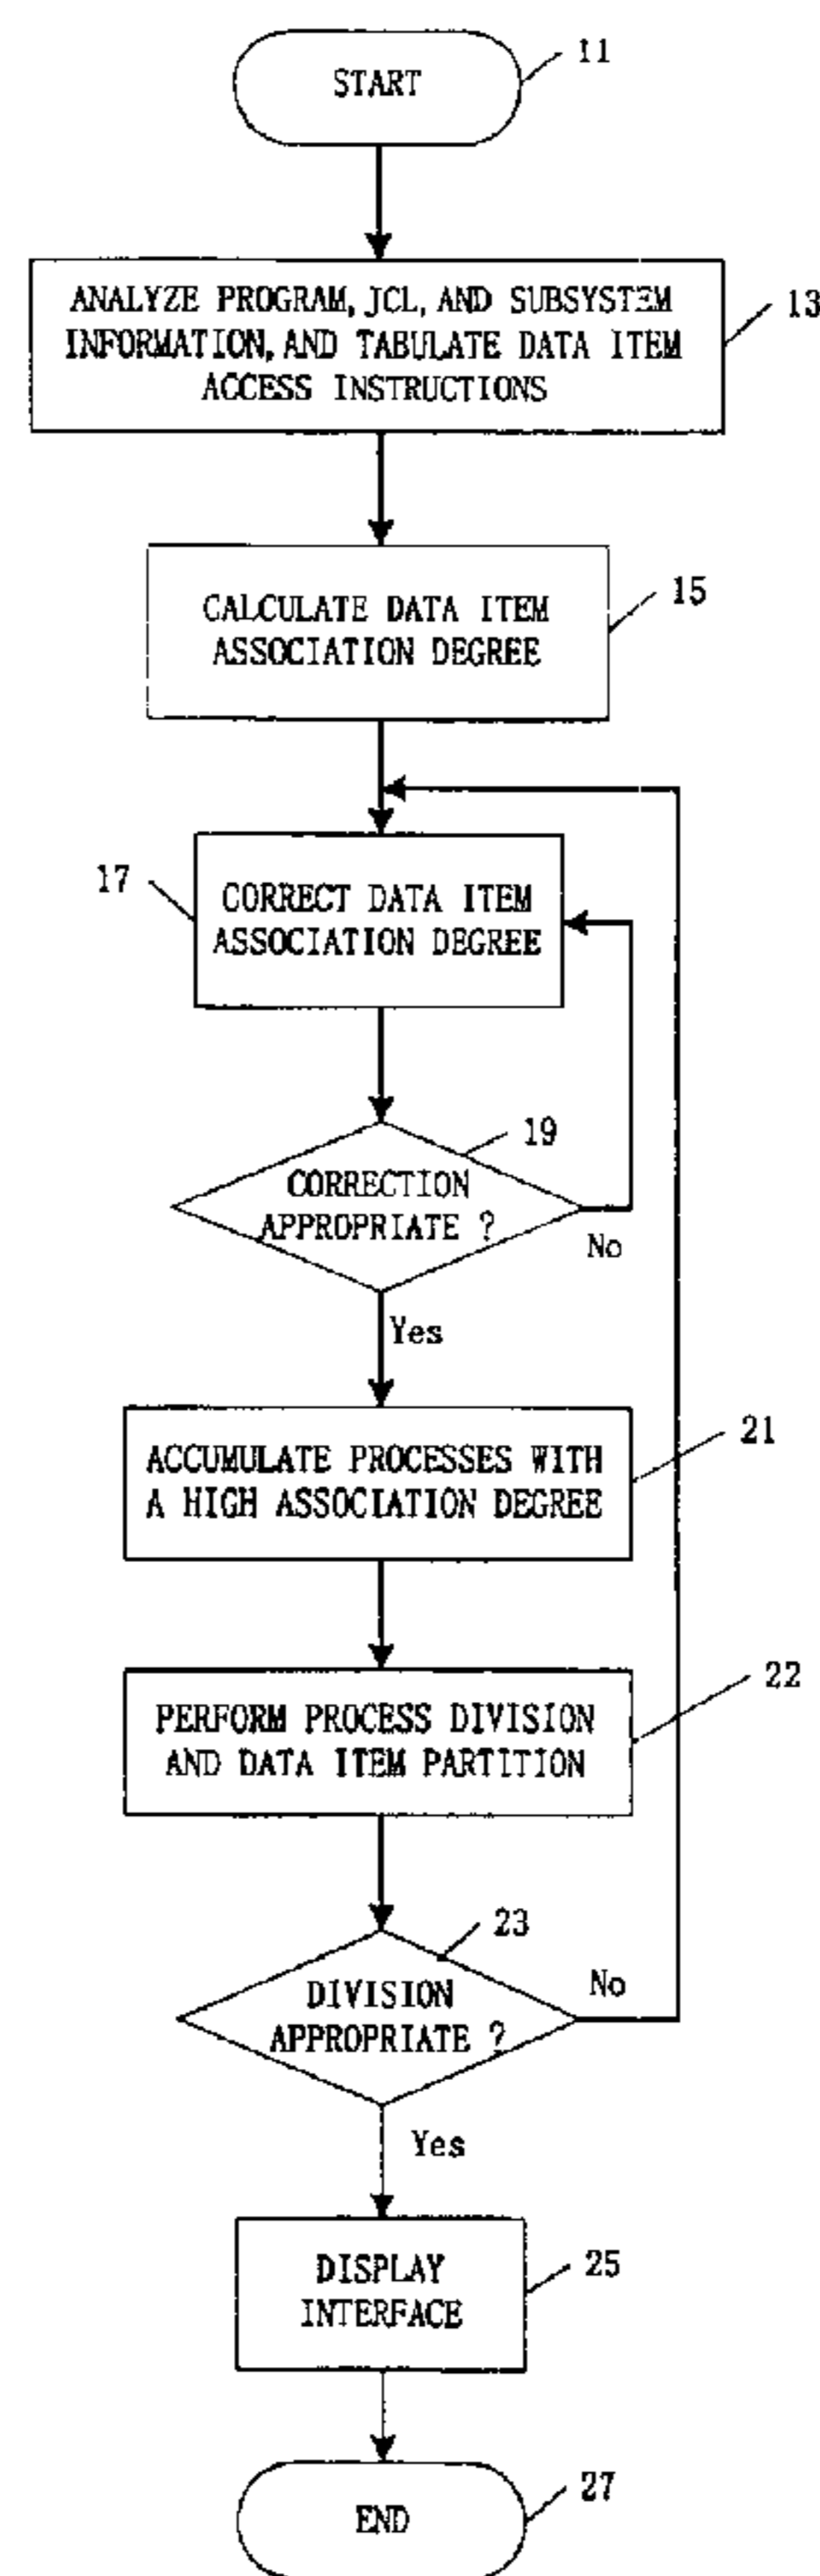 START
11
ANALYZE PROGRAM, JCL, AND SUBSYSTEM
INFORMATION, AND TABULATE DATA ITEM
ACCESS INSTRUCTIONS
13
CALCULATE DATA ITEM
ASSOCIATION DEGREE
15
17
CORRECT DATA ITEM
ASSOCIATION DEGREE
19
CORRECTION
APPROPRIATE ?
No
Yes
ACCUMULATE PROCESSES WITH
A HIGH ASSOCIATION DEGREE
21
PERFORM PROCESS DIVISION
AND DATA ITEM PARTITION
22
23
DIVISION
APPROPRIATE ?
No
Yes
DISPLAY
INTERFACE
25
END
27